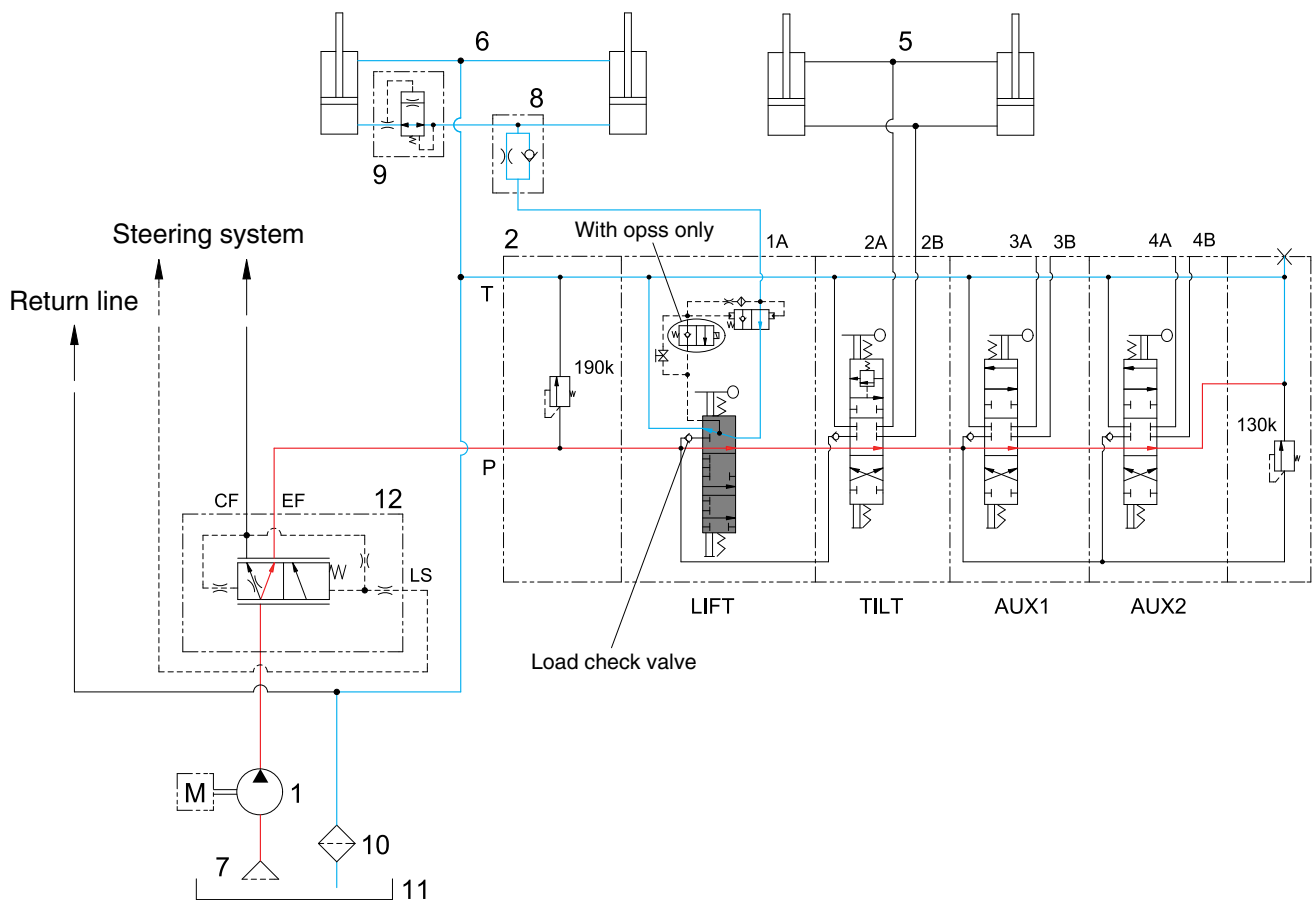 6
5
8
9
Steering system
With opss only
2
1A
2A
2B
3A
3B
4A
4B
Return line
T
190k
130k
P
CF
EF
12
LS
LIFT
TILT
AUX1
AUX2
Load check valve
M
1
10
7
11